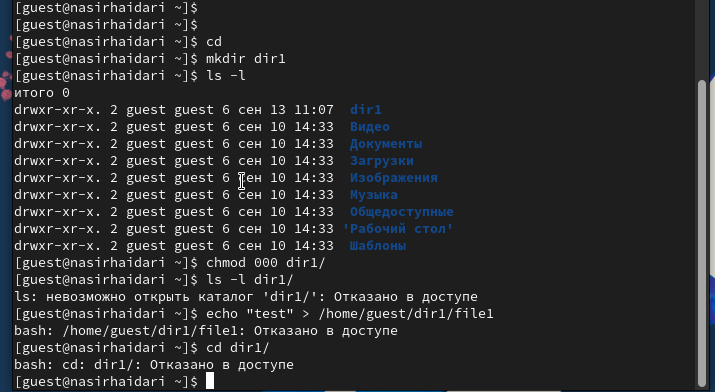 [guest@nasirhaidari ~]$
[guest@nasirhaidari ~]$
[guest@nasirhaidari ~]$ cd
[guest@nasirhaidari ~]$ mkdir dir1
[guest@nasirhaidari ~]$ ls -l
итого 0
drwxr-xr-x. 2 guest guest 6 сен 13 11:07  dir1
drwxr-xr-x. 2 guest guest 6 сен 10 14:33  Видео
drwxr-xr-x. 2 guest guest 6 сен 10 14:33  Документы
drwxr-xr-x. 2 guest guest 6 сен 10 14:33  Загрузки
drwxr-xr-x. 2 guest guest 6 сен 10 14:33  Изображения
drwxr-xr-x. 2 guest guest 6 сен 10 14:33  Музыка
drwxr-xr-x. 2 guest guest 6 сен 10 14:33  Общедоступные
drwxr-xr-x. 2 guest guest 6 сен 10 14:33 'Рабочий стол'
drwxr-xr-x. 2 guest guest 6 сен 10 14:33  Шаблоны
[guest@nasirhaidari ~]$ chmod 000 dir1/
[guest@nasirhaidari ~]$ ls -l dir1/
ls: невозможно открыть каталог 'dir1/': Отказано в доступе
[guest@nasirhaidari ~]$ echo "test" > /home/guest/dir1/file1
bash: /home/guest/dir1/file1: Отказано в доступе
[guest@nasirhaidari ~]$ cd dir1/
bash: cd: dir1/: Отказано в доступе
[guest@nasirhaidari ~]$